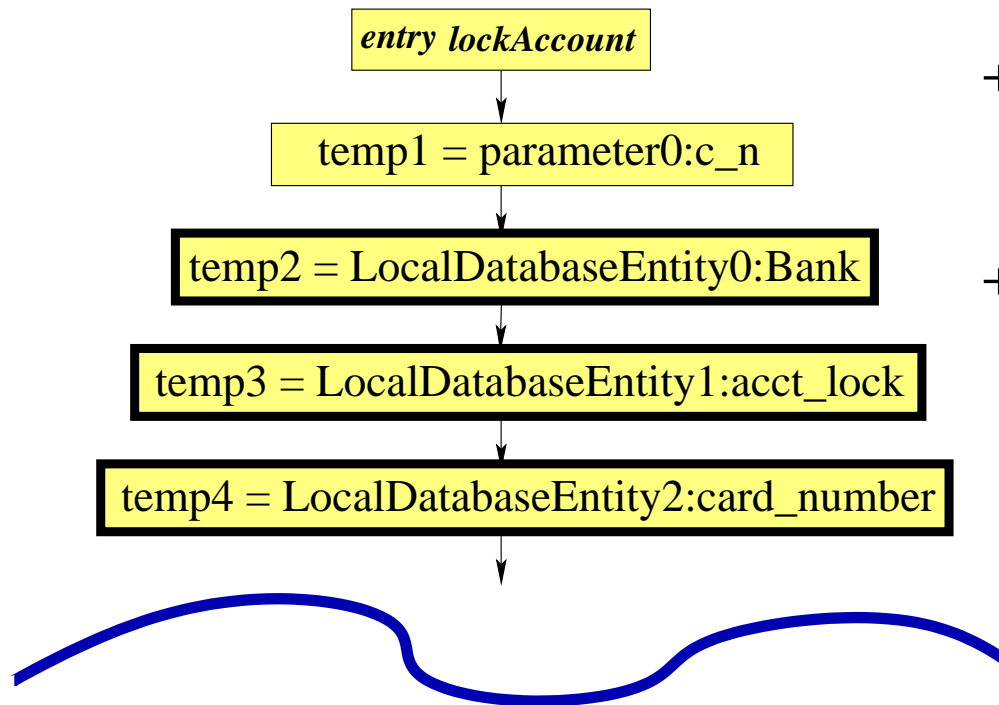 entry lockAccount
temp1 = parameter0:c_n
temp2 = LocalDatabaseEntity0:Bank
temp3 = LocalDatabaseEntity1:acct_lock
temp4 = LocalDatabaseEntity2:card_number